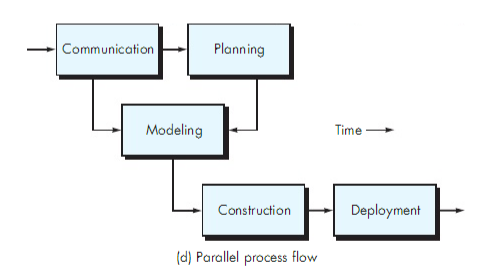 Communication
Planning
Modeling
Time
Construction
Deployment
(d) Parallel process flow